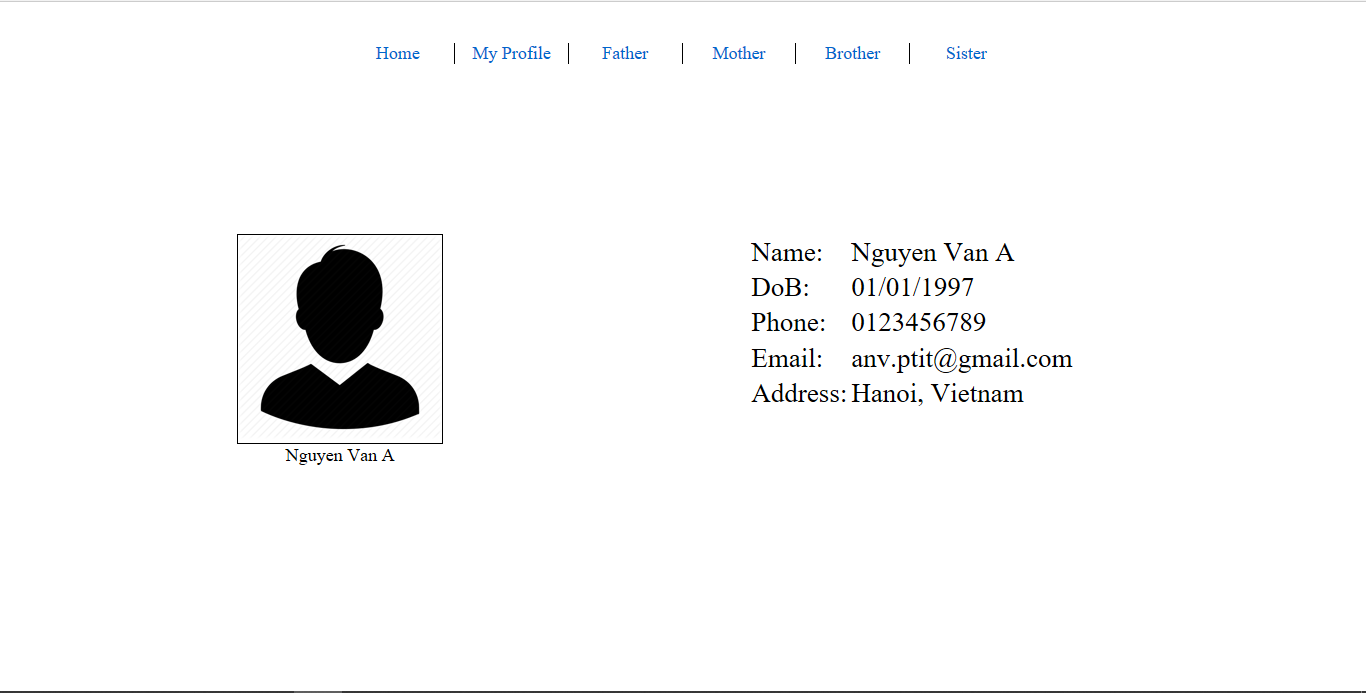 Home My Profile Father Mother Brother Sister
Nguyen Van A
Name: Nguyen Van A
DoB: 01/01/1997
Phone: 0123456789
Email: anv.ptit@gmail.com
Address: Hanoi, Vietnam